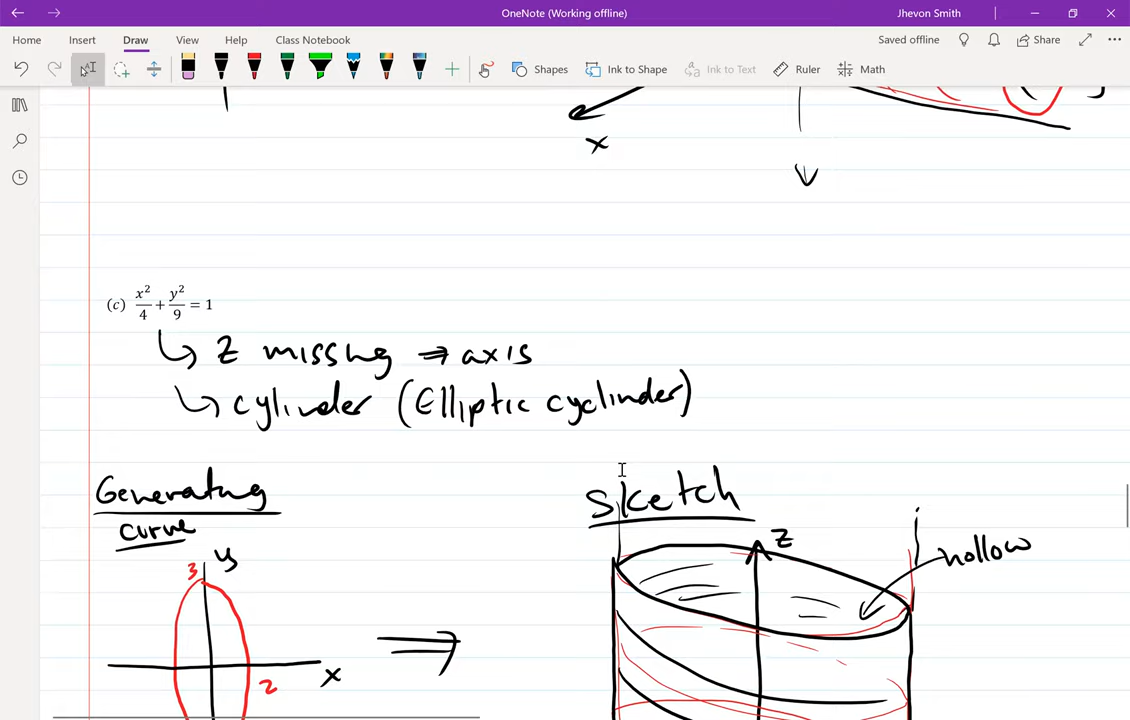 OneNote (Working offline)
Jhevon Smith
Home Insert Draw View Help Class Notebook
Saved offline
Share
Shapes
Ink to Shape
Ink to Text
Ruler
Math
x
(c) x²/4 + y²/9 = 1
z missing ⇒ axis
cylinder (Elliptic cyclinder)
Generating
curve
Sketch
y
3
z
hollow
⇒
x
2